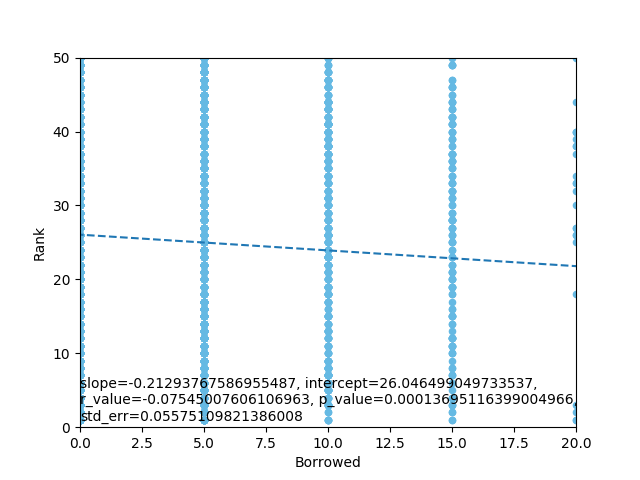 50
40
30
20
10
0
Rank
slope=-0.21293767586955487, intercept=26.046499049733537,
r_value=-0.07545007606106963, p_value=0.00013695116399004966,
std_err=0.05575109821386008
0.0 2.5 5.0 7.5 10.0 12.5 15.0 17.5 20.0
Borrowed